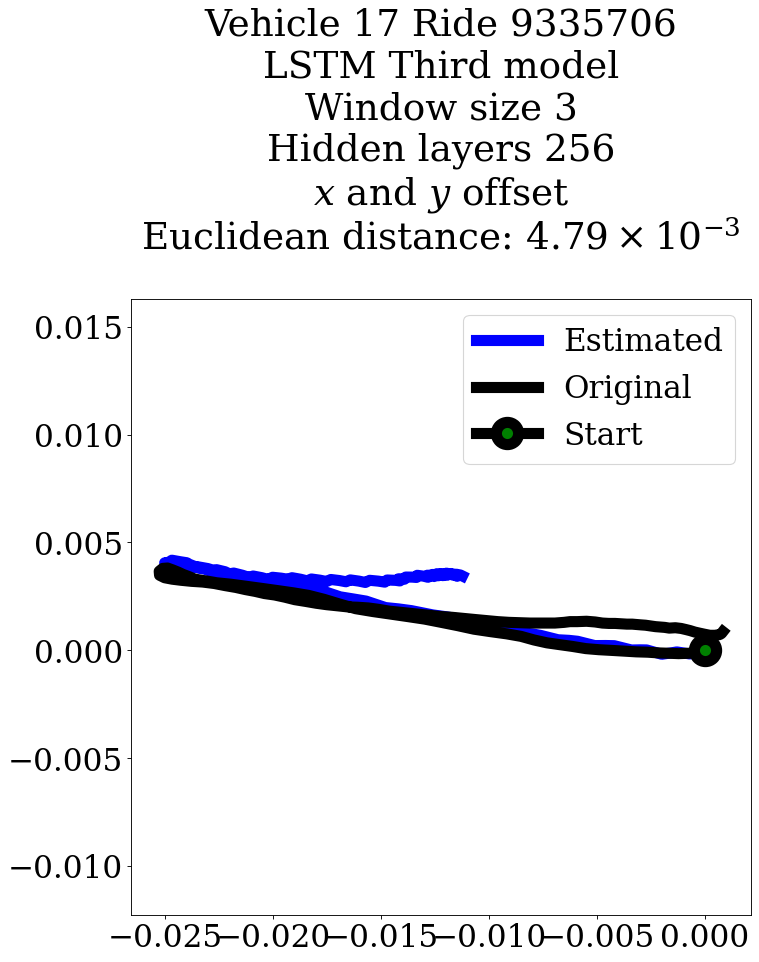 Vehicle 17 Ride 9335706
LSTM Third model
Window size 3
Hidden layers 256
x and y offset
Euclidean distance: 4.79 × 10⁻³
Estimated
Original
Start
0.015
0.010
0.005
0.000
−0.005
−0.010
−0.025 −0.020 −0.015 −0.010 −0.005 0.000